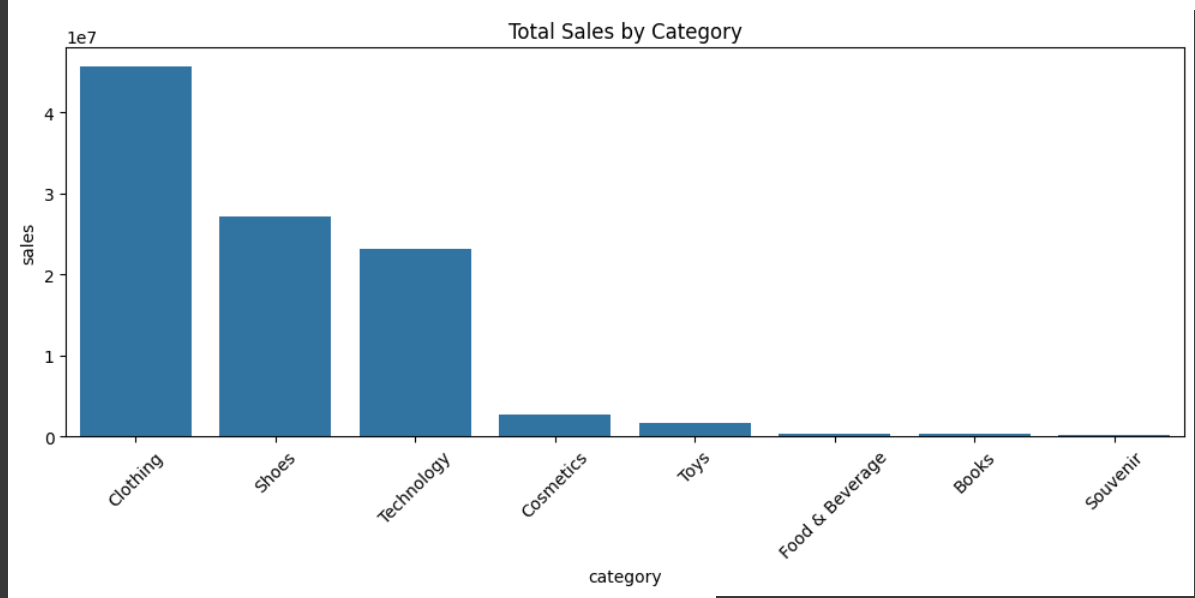 Total Sales by Category
1e7
4
3
2
1
0
sales
Clothing
Shoes
Technology
Cosmetics
Toys
Food & Beverage
Books
Souvenir
category